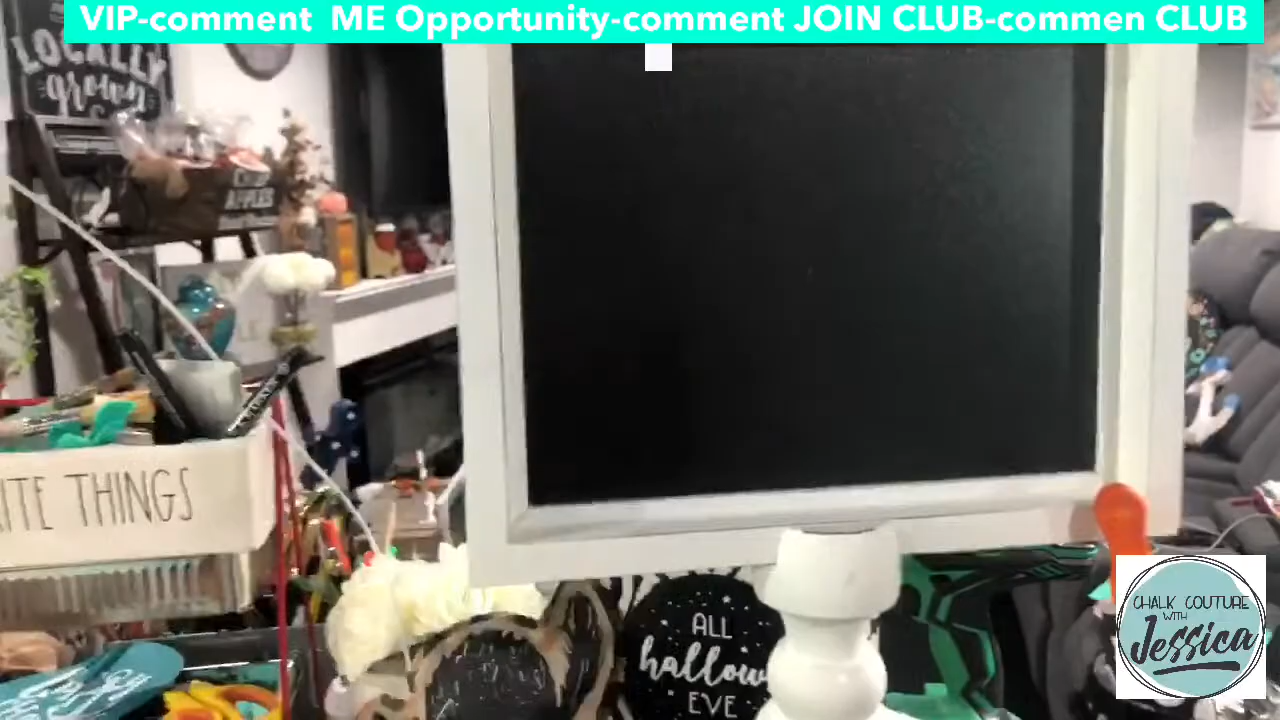 VIP-comment ME Opportunity-comment JOIN CLUB-commen CLUB
LOCALLY
grown
APPLES
ITE THINGS
ALL
hallow
EVE
CHALK COUTURE
WITH
Jessica